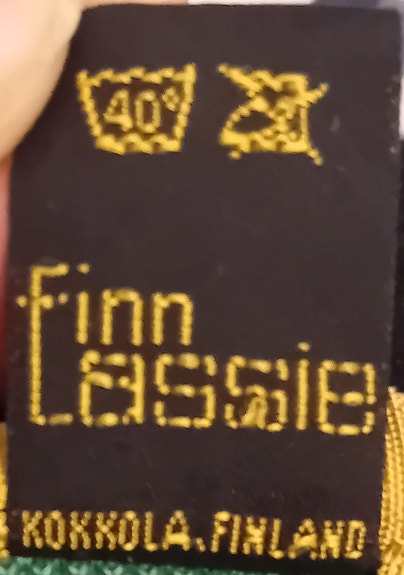 40°
Finn
Lassie
KOKKOLA, FINLAND